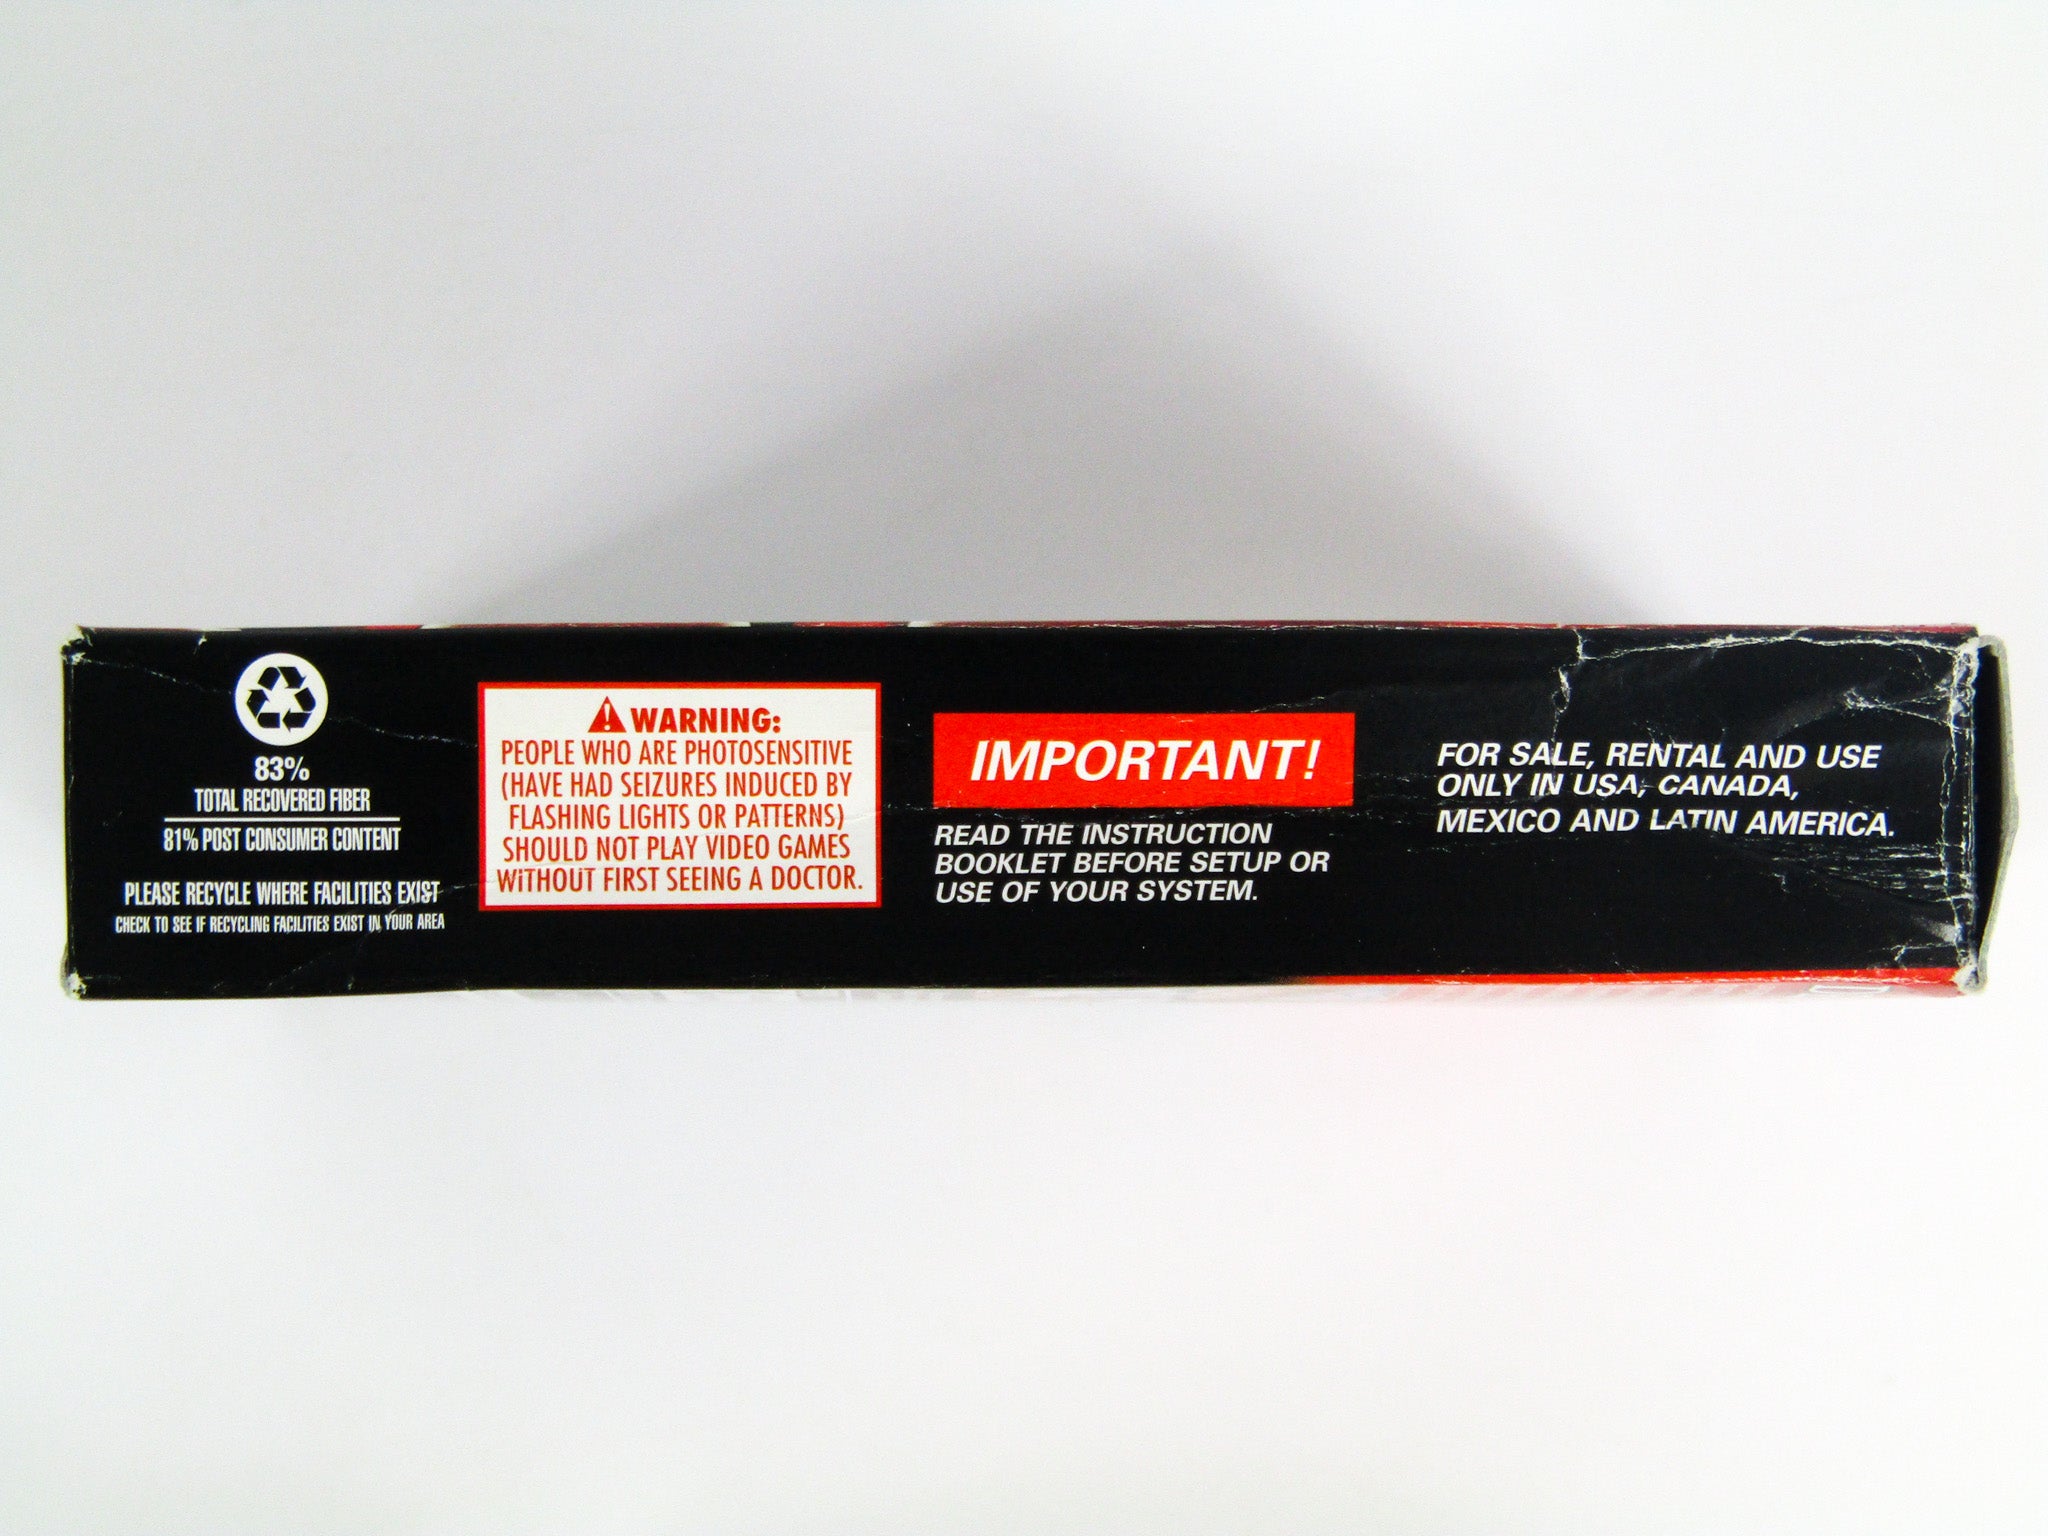 83%
TOTAL RECOVERED FIBER
81% POST CONSUMER CONTENT
PLEASE RECYCLE WHERE FACILITIES EXIST
CHECK TO SEE IF RECYCLING FACILITIES EXIST IN YOUR AREA
WARNING:
PEOPLE WHO ARE PHOTOSENSITIVE
(HAVE HAD SEIZURES INDUCED BY
FLASHING LIGHTS OR PATTERNS)
SHOULD NOT PLAY VIDEO GAMES
WITHOUT FIRST SEEING A DOCTOR.
IMPORTANT!
READ THE INSTRUCTION
BOOKLET BEFORE SETUP OR
USE OF YOUR SYSTEM.
FOR SALE, RENTAL AND USE
ONLY IN USA, CANADA,
MEXICO AND LATIN AMERICA.